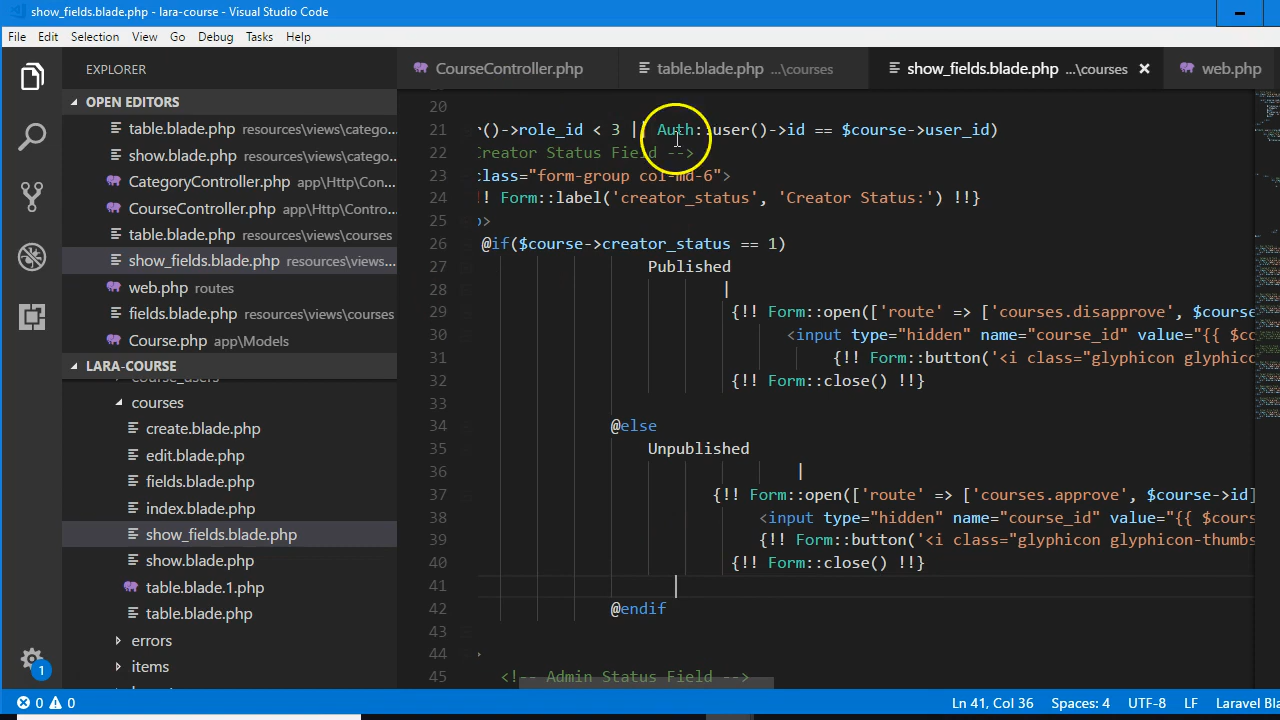 show_fields.blade.php - lara-course - Visual Studio Code
File Edit Selection View Go Debug Tasks Help
EXPLORER
OPEN EDITORS
table.blade.php resources\views\catego...
show.blade.php resources\views\catego...
CategoryController.php app\Http\Con...
CourseController.php app\Http\Contro...
table.blade.php resources\views\courses
show_fields.blade.php resources\views...
web.php routes
fields.blade.php resources\views\courses
Course.php app\Models
LARA-COURSE
course_users
courses
create.blade.php
edit.blade.php
fields.blade.php
index.blade.php
show_fields.blade.php
show.blade.php
table.blade.1.php
table.blade.php
errors
items
CourseController.php table.blade.php ...\courses show_fields.blade.php ...\courses web.php
20
21 r()->role_id < 3 || Auth::user()->id == $course->user_id)
22 Creator Status Field -->
23 class="form-group col-md-6">
24 !! Form::label('creator_status', 'Creator Status:') !!}
25 >
26 @if($course->creator_status == 1)
27 Published
28 |
29 {!! Form::open(['route' => ['courses.disapprove', $course
30 <input type="hidden" name="course_id" value="{{ $co
31 {!! Form::button('<i class="glyphicon glyphic
32 {!! Form::close() !!}
33
34 @else
35 Unpublished
36 |
37 {!! Form::open(['route' => ['courses.approve', $course->id]
38 <input type="hidden" name="course_id" value="{{ $cours
39 {!! Form::button('<i class="glyphicon glyphicon-thumbs
40 {!! Form::close() !!}
41
42 @endif
43
44 >
45 <!-- Admin Status Field -->
1
0 0 Ln 41, Col 36 Spaces: 4 UTF-8 LF Laravel Bla